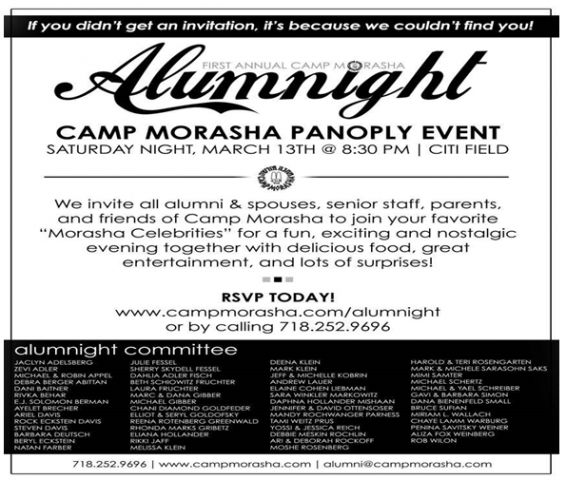 If you didn't get an invitation, it's because we couldn't find you!
FIRST ANNUAL CAMP MORASHA
Alumnight
CAMP MORASHA PANOPLY EVENT
SATURDAY NIGHT, MARCH 13TH @ 8:30 PM | CITI FIELD
We invite all alumni & spouses, senior staff, parents,
and friends of Camp Morasha to join your favorite
"Morasha Celebrities" for a fun, exciting and nostalgic
evening together with delicious food, great
entertainment, and lots of surprises!
RSVP TODAY!
www.campmorasha.com/alumnight
or by calling 718.252.9696
alumnight committee
JACLYN ADELSBERG
ZEVI ADLER
MICHAEL & ROBIN APPEL
DEBRA BERGER ABITTAN
DANI BAITNER
RIVKA BEHAR
E.J. SOLOMON BERMAN
AYELET BRECHER
ARIEL DAVIS
ROCK ECKSTEIN DAVIS
STEVEN DAVIS
BARBARA DEUTSCH
BERYL ECKSTEIN
NATAN FARBER
JULIE FESSEL
SHERRY SKYDELL FESSEL
DAHLIA ADLER FISCH
BETH SCHIOWITZ FRUCHTER
LAURA FRUCHTER
MARC & DANA GIBBER
MICHAEL GIBBER
CHANI DIAMOND GOLDFEDER
ELLIOT & SERYL GOLDOFSKY
REENA ROTENBERG GREENWALD
RHONDA MARKS GRIBETZ
ELIANA HOLLANDER
RIKKI JAFF
MELISSA KLEIN
DEENA KLEIN
MARK KLEIN
JEFF & MICHELLE KOBRIN
ANDREW LAUER
ELAINE COHEN LIEBMAN
SARA WINKLER MARKOWITZ
DAPHNA HOLLANDER MISHAAN
JENNIFER & DAVID OTTENSOSER
MANDY ROCHWANGER PARNESS
TAMI WEITZ PRUS
YOSSI & JESSICA REICH
DEBBIE MESKIN ROCHLIN
ARI & DEBORAH ROCKOFF
MOSHE ROSENBERG
HAROLD & TERI ROSENGARTEN
MARK & MICHELE SARASOHN SAKS
MIMI SAMTER
MICHAEL SCHERTZ
MICHAEL & YAEL SCHREIBER
GAVI & BARBARA SIMON
DANA BIENENFELD SMALL
BRUCE SUFIAN
MIRIAM L. WALLACH
CHAYE LAMM WARBURG
PENINA SAVITSKY WEINER
ALIZA FOX WEINBERG
ROB WILON
718.252.9696 | www.campmorasha.com | alumni@campmorasha.com